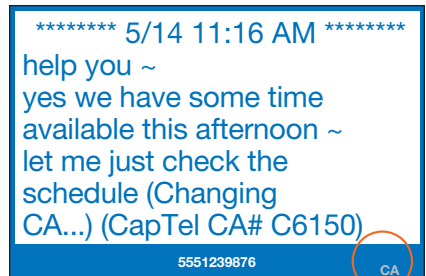 ******** 5/14 11:16 AM ********
help you ~
yes we have some time
available this afternoon ~
let me just check the
schedule (Changing
CA...) (CapTel CA# C6150)
5551239876
CA